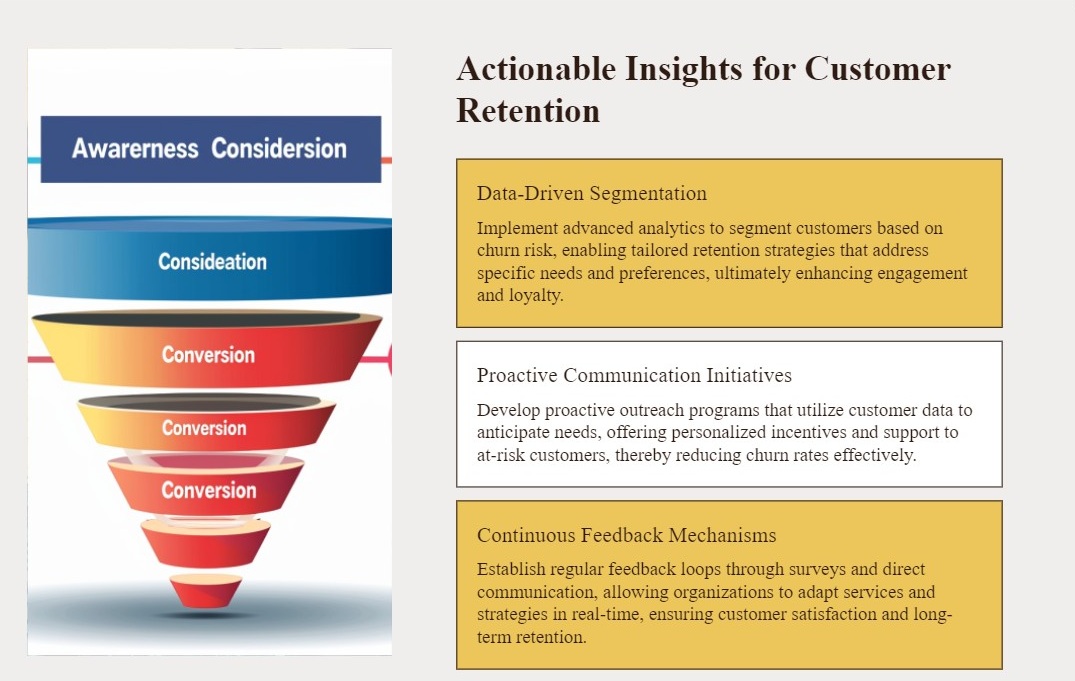 Awarerness Considersion
Consideation
Conversion
Conversion
Conversion
Actionable Insights for Customer
Retention
Data-Driven Segmentation
Implement advanced analytics to segment customers based on
churn risk, enabling tailored retention strategies that address
specific needs and preferences, ultimately enhancing engagement
and loyalty.
Proactive Communication Initiatives
Develop proactive outreach programs that utilize customer data to
anticipate needs, offering personalized incentives and support to
at-risk customers, thereby reducing churn rates effectively.
Continuous Feedback Mechanisms
Establish regular feedback loops through surveys and direct
communication, allowing organizations to adapt services and
strategies in real-time, ensuring customer satisfaction and long-
term retention.